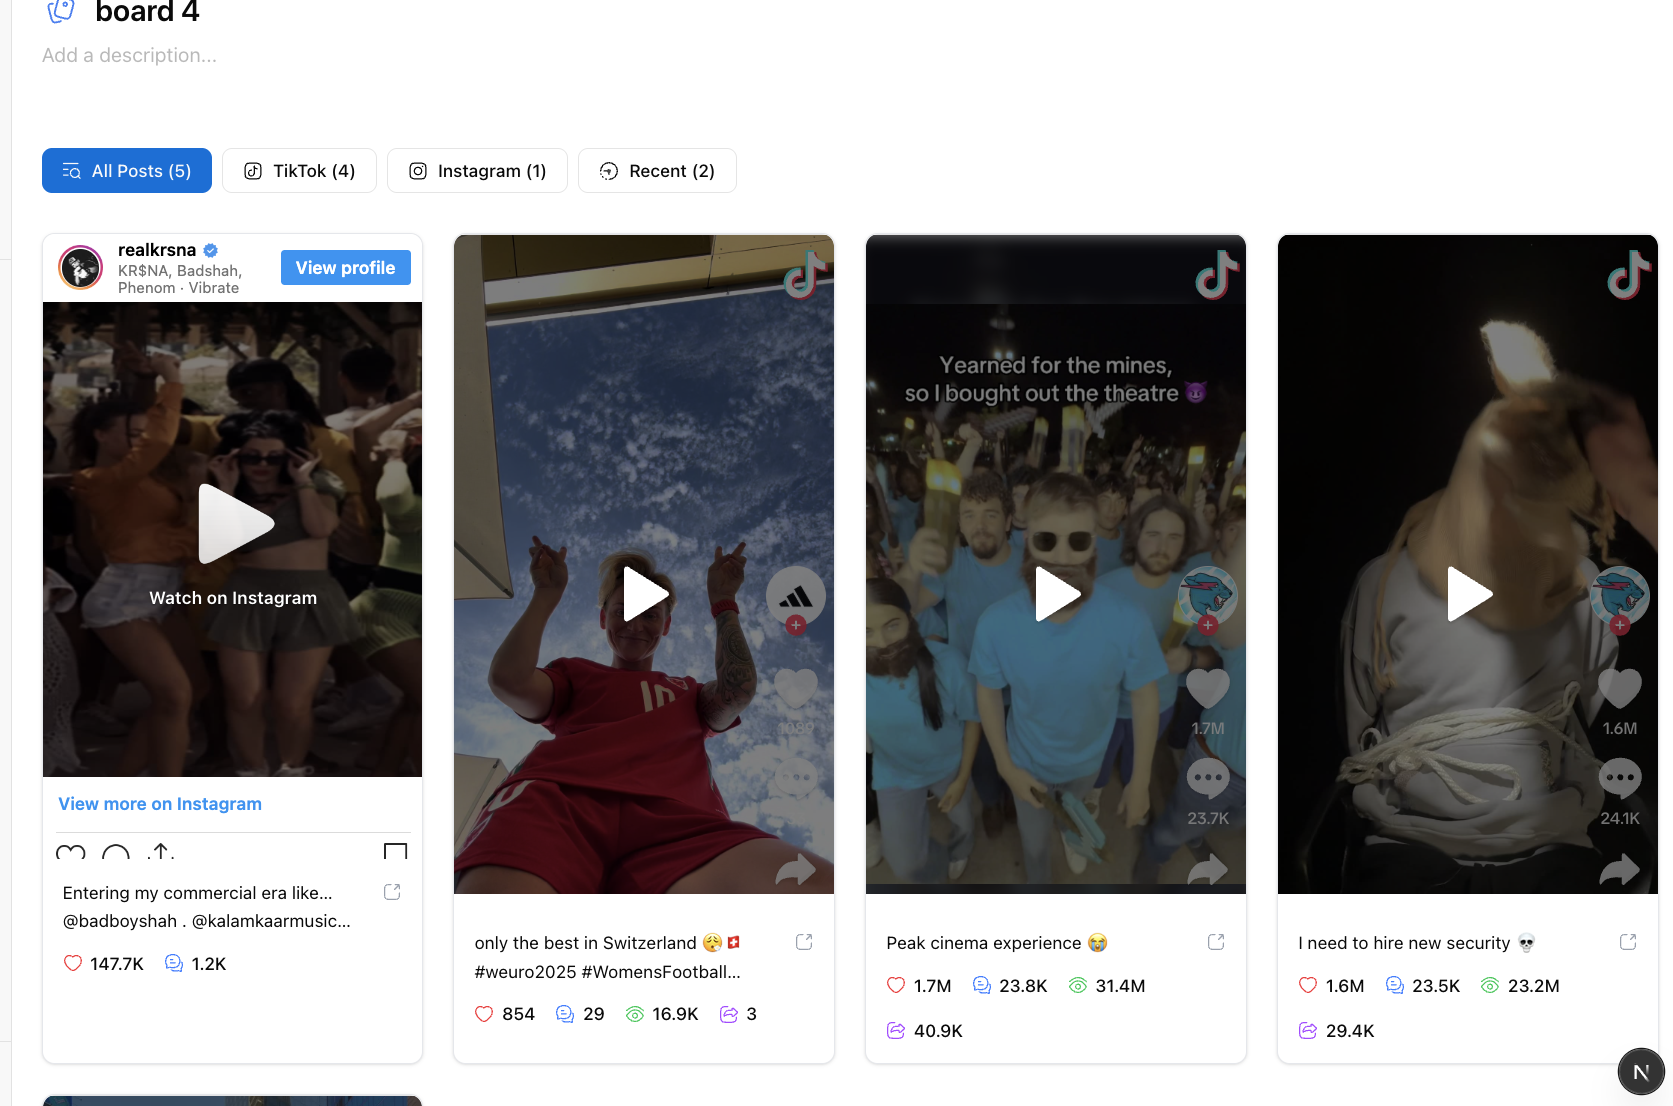 board 4
Add a description...
All Posts (5)
TikTok (4)
Instagram (1)
Recent (2)
realkrsna
KR$NA, Badshah,
Phenom · Vibrate
View profile
Watch on Instagram
View more on Instagram
Entering my commercial era like...
@badboyshah . @kalamkaarmusic...
147.7K
1.2K
1089
only the best in Switzerland 😮‍💨🇨🇭
#weuro2025 #WomensFootball...
854
29
16.9K
3
Yearned for the mines,
so I bought out the theatre 😈
1.7M
23.7K
Peak cinema experience 😭
1.7M
23.8K
31.4M
40.9K
1.6M
24.1K
I need to hire new security 💀
1.6M
23.5K
23.2M
29.4K
N